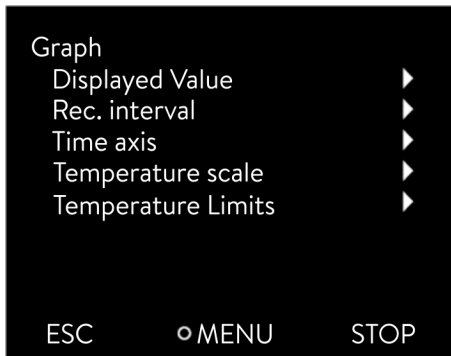 Graph
Displayed Value
Rec. interval
Time axis
Temperature scale
Temperature Limits
ESC MENU STOP